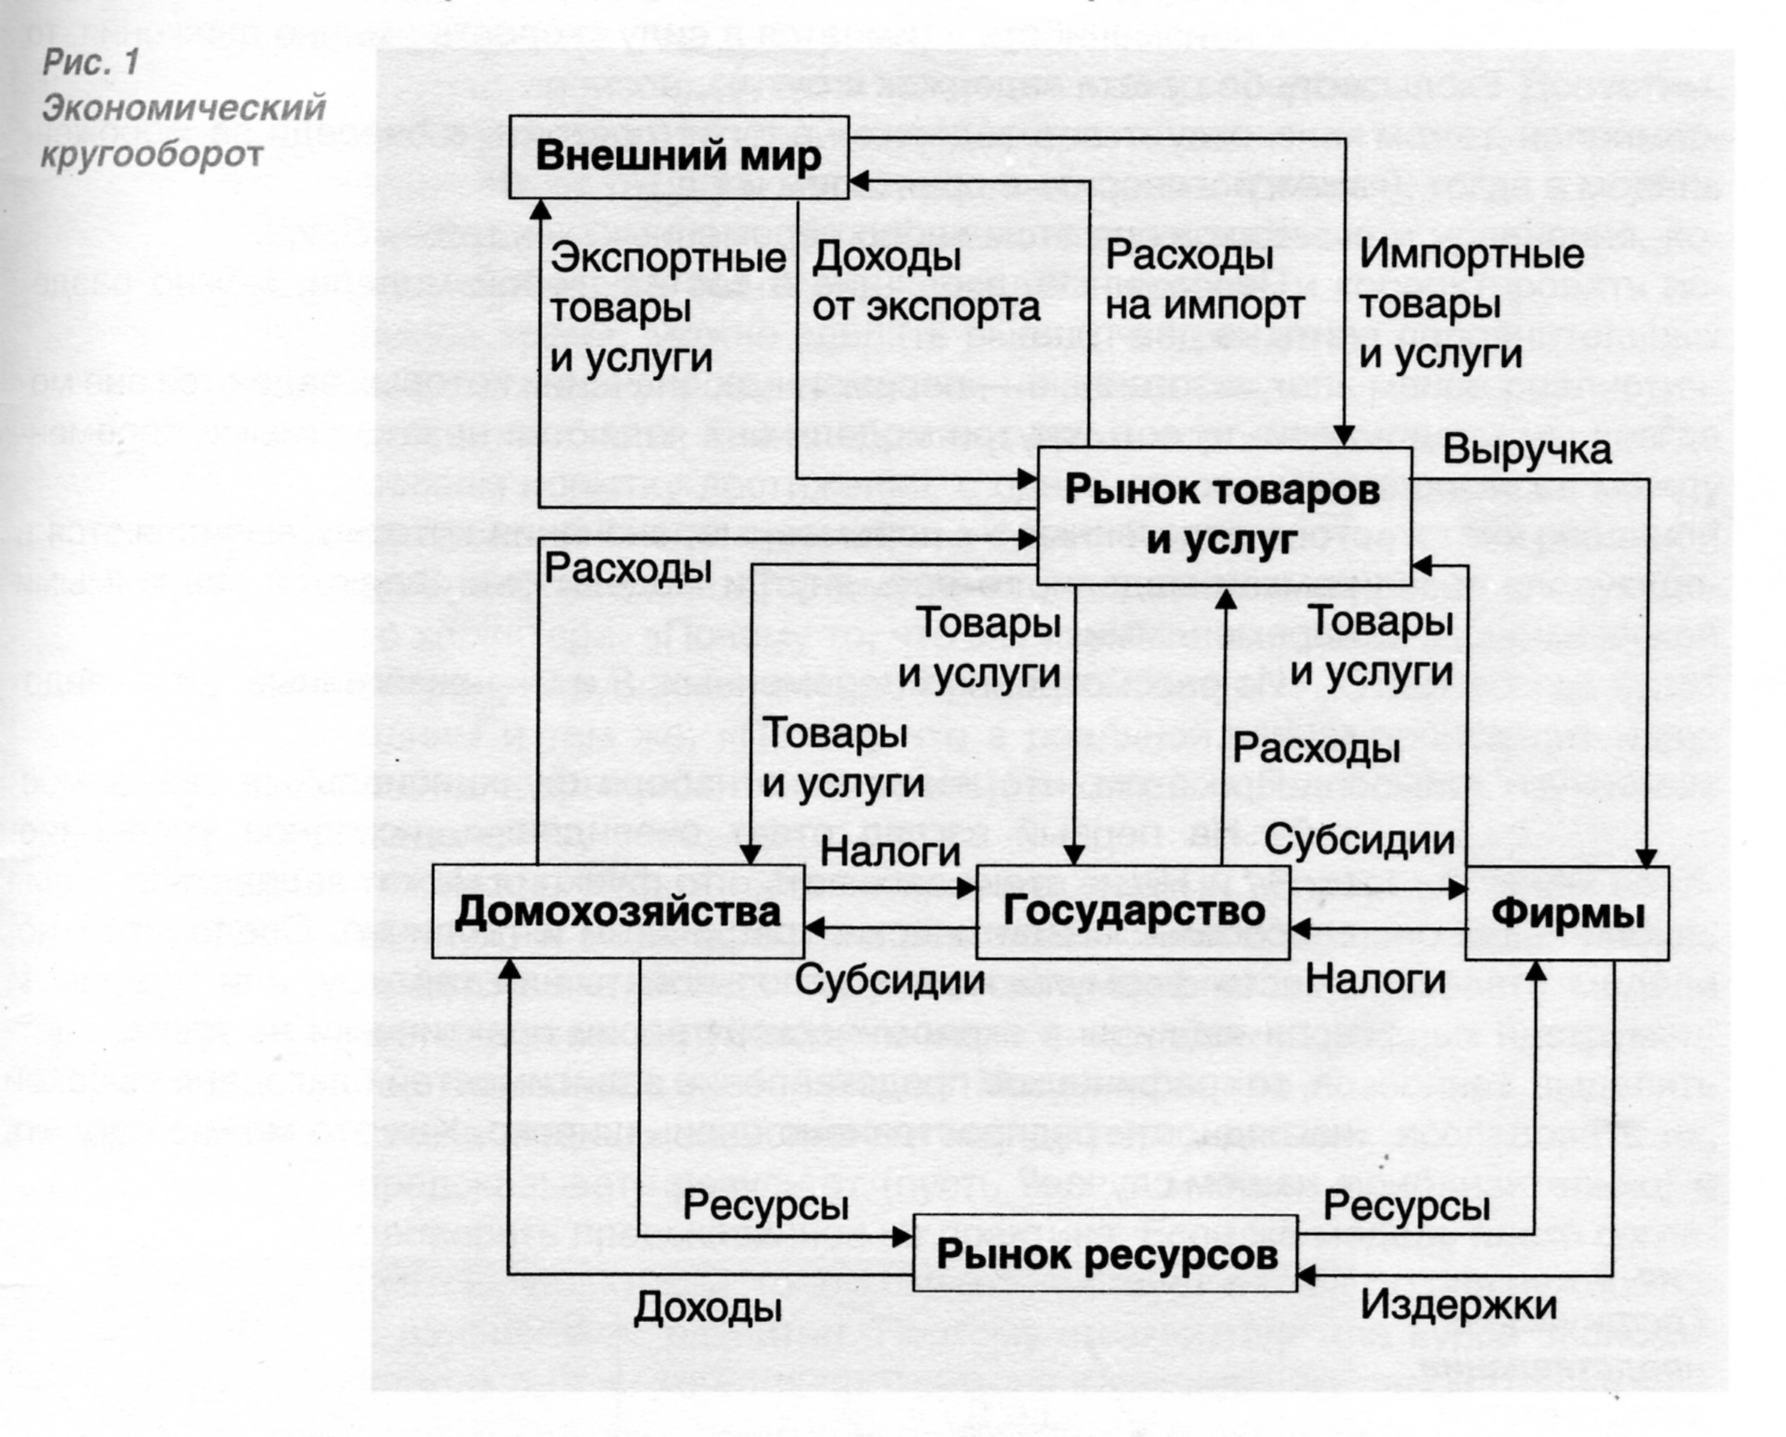 Рис. 1
Экономический
кругооборот
Внешний мир
Экспортные
товары
и услуги
Доходы
от экспорта
Расходы
на импорт
Импортные
товары
и услуги
Выручка
Рынок товаров
и услуг
Расходы
Товары
и услуги
Товары
и услуги
Товары
и услуги
Расходы
Налоги
Субсидии
Домохозяйства
Государство
Фирмы
Субсидии
Налоги
Ресурсы
Ресурсы
Рынок ресурсов
Доходы
Издержки